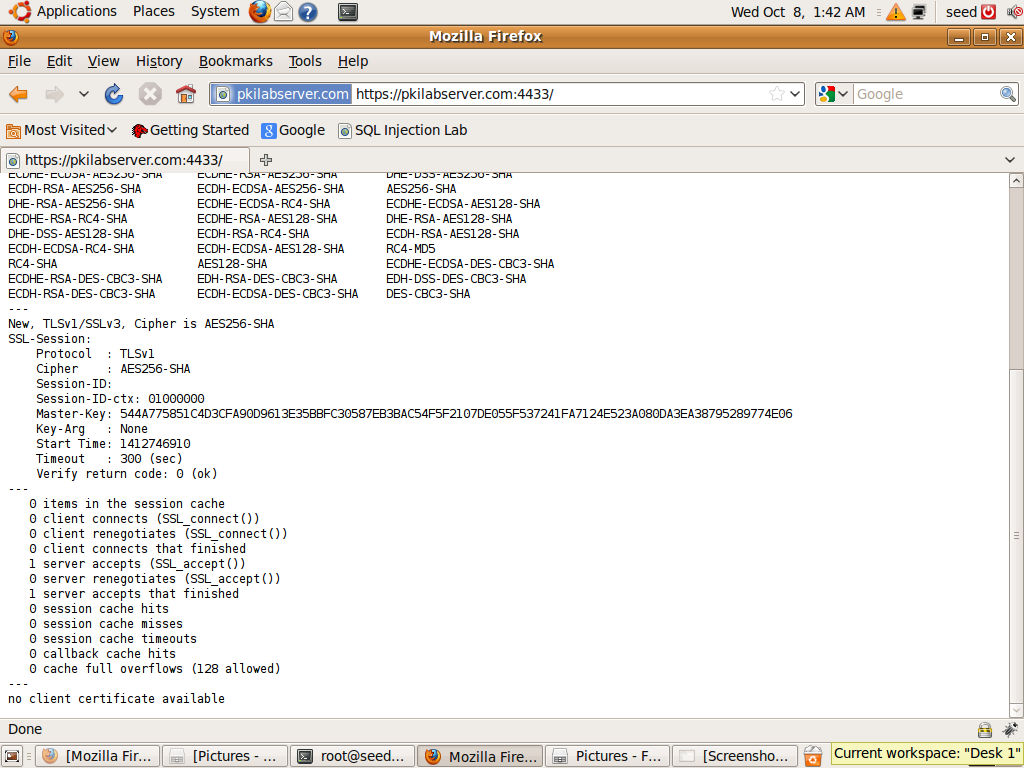 Applications Places System Wed Oct 8, 1:42 AM seed
Mozilla Firefox
File Edit View History Bookmarks Tools Help
pkilabserver.com https://pkilabserver.com:4433/ Google
Most Visited Getting Started Google SQL Injection Lab
https://pkilabserver.com:4433/
ECDHE-ECDSA-AES256-SHA ECDHE-RSA-AES256-SHA DHE-DSS-AES256-SHA
ECDH-RSA-AES256-SHA ECDH-ECDSA-AES256-SHA AES256-SHA
DHE-RSA-AES256-SHA ECDHE-ECDSA-RC4-SHA ECDHE-ECDSA-AES128-SHA
ECDHE-RSA-RC4-SHA ECDHE-RSA-AES128-SHA DHE-RSA-AES128-SHA
DHE-DSS-AES128-SHA ECDH-RSA-RC4-SHA ECDH-RSA-AES128-SHA
ECDH-ECDSA-RC4-SHA ECDH-ECDSA-AES128-SHA RC4-MD5
RC4-SHA AES128-SHA ECDHE-ECDSA-DES-CBC3-SHA
ECDHE-RSA-DES-CBC3-SHA EDH-RSA-DES-CBC3-SHA EDH-DSS-DES-CBC3-SHA
ECDH-RSA-DES-CBC3-SHA ECDH-ECDSA-DES-CBC3-SHA DES-CBC3-SHA
---
New, TLSv1/SSLv3, Cipher is AES256-SHA
SSL-Session:
Protocol : TLSv1
Cipher : AES256-SHA
Session-ID:
Session-ID-ctx: 01000000
Master-Key: 544A775851C4D3CFA90D9613E35BBFC30587EB3BAC54F5F2107DE055F537241FA7124E523A080DA3EA38795289774E06
Key-Arg : None
Start Time: 1412746910
Timeout : 300 (sec)
Verify return code: 0 (ok)
---
0 items in the session cache
0 client connects (SSL_connect())
0 client renegotiates (SSL_connect())
0 client connects that finished
1 server accepts (SSL_accept())
0 server renegotiates (SSL_accept())
1 server accepts that finished
0 session cache hits
0 session cache misses
0 session cache timeouts
0 callback cache hits
0 cache full overflows (128 allowed)
---
no client certificate available
Done
[Mozilla Fir... [Pictures - ... root@seed... Mozilla Fire... Pictures - F... [Screensho... Current workspace: "Desk 1"